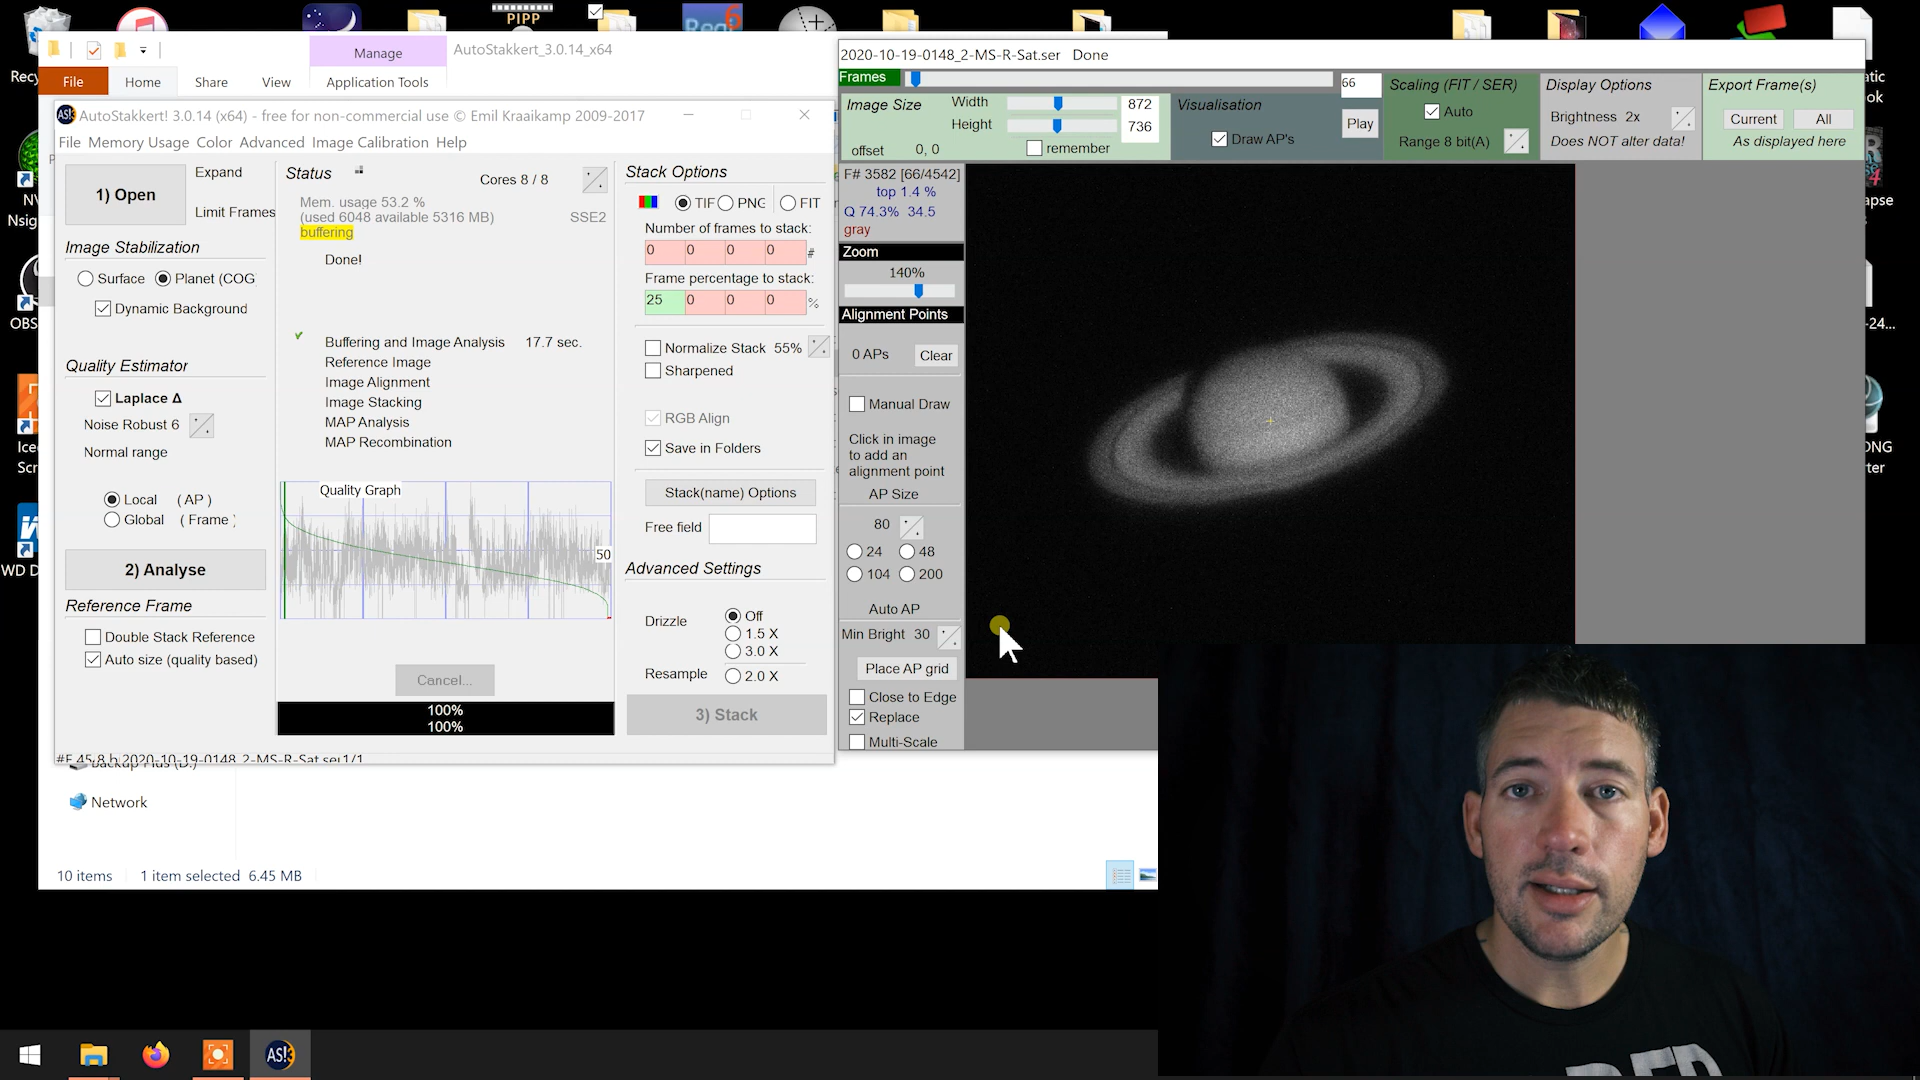 PIPP
Manage
AutoStakkert_3.0.14_x64
File
Home
Share
View
Application Tools
AutoStakkert! 3.0.14 (x64) - free for non-commercial use © Emil Kraaikamp 2009-2017
File Memory Usage Color Advanced Image Calibration Help
1) Open
Expand
Limit Frames
Image Stabilization
Surface
Planet (COG
Dynamic Background
Quality Estimator
Laplace Δ
Noise Robust 6
Normal range
Local (AP)
Global (Frame)
2) Analyse
Reference Frame
Double Stack Reference
Auto size (quality based)
Status
Cores 8 / 8
Mem. usage 53.2 %
(used 6048 available 5316 MB)
SSE2
buffering
Done!
Buffering and Image Analysis 17.7 sec.
Reference Image
Image Alignment
Image Stacking
MAP Analysis
MAP Recombination
Quality Graph
50
Cancel...
100%
100%
Stack Options
TIF
PNG
FIT
Number of frames to stack:
0 0 0 0 #
Frame percentage to stack:
25 0 0 0 %
Normalize Stack 55%
Sharpened
RGB Align
Save in Folders
Stack(name) Options
Free field
Advanced Settings
Drizzle
Off
1.5 X
3.0 X
Resample
2.0 X
3) Stack
2020-10-19-0148_2-MS-R-Sat.ser Done
Frames
66
Image Size
Width
872
Height
736
offset 0, 0
remember
Visualisation
Draw AP's
Play
Scaling (FIT / SER)
Auto
Range 8 bit(A)
Display Options
Brightness 2x
Does NOT alter data!
Export Frame(s)
Current
All
As displayed here
F# 3582 [66/4542]
top 1.4 %
Q 74.3% 34.5
gray
Zoom
140%
Alignment Points
0 APs
Clear
Manual Draw
Click in image
to add an
alignment point
AP Size
80
24
48
104
200
Auto AP
Min Bright 30
Place AP grid
Close to Edge
Replace
Multi-Scale
Backup Plus (D:)
Network
10 items
1 item selected 6.45 MB
AS!3